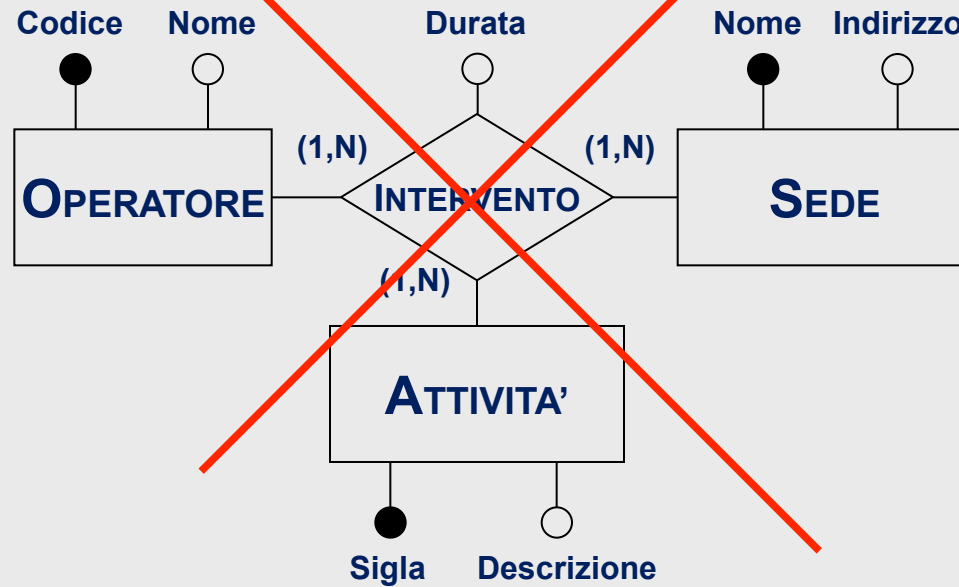 Codice Nome Durata Nome Indirizzo
(1,N) (1,N)
OPERATORE INTERVENTO SEDE
(1,N)
ATTIVITA’
Sigla Descrizione